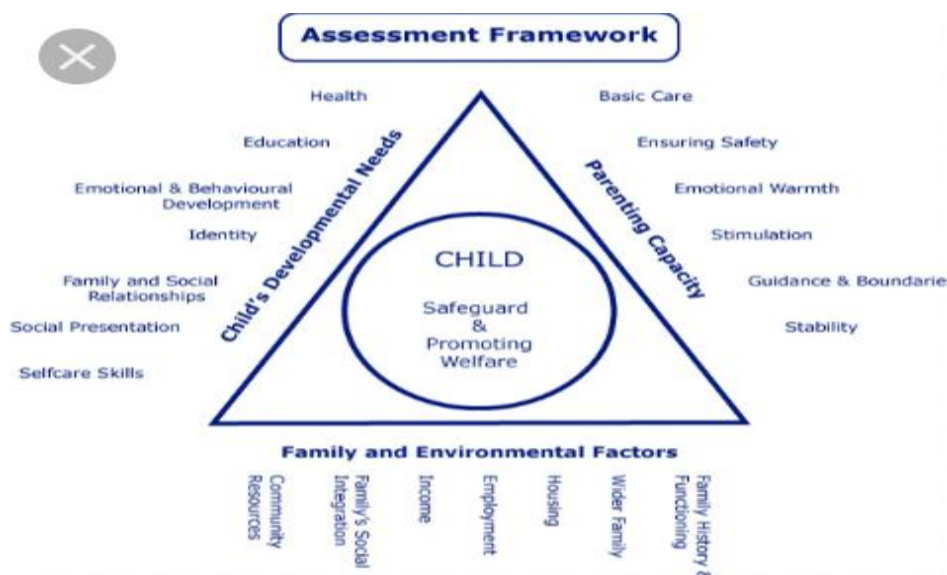 Assessment Framework
Health
Education
Emotional & Behavioural
Development
Identity
Family and Social
Relationships
Social Presentation
Selfcare Skills
Child's Developmental Needs
Basic Care
Ensuring Safety
Emotional Warmth
Stimulation
Guidance & Boundarie
Stability
Parenting Capacity
CHILD
Safeguard
&
Promoting
Welfare
Family and Environmental Factors
Community
Resources
Family's Social
Integration
Income
Employment
Housing
Wider Family
Family History &
Functioning